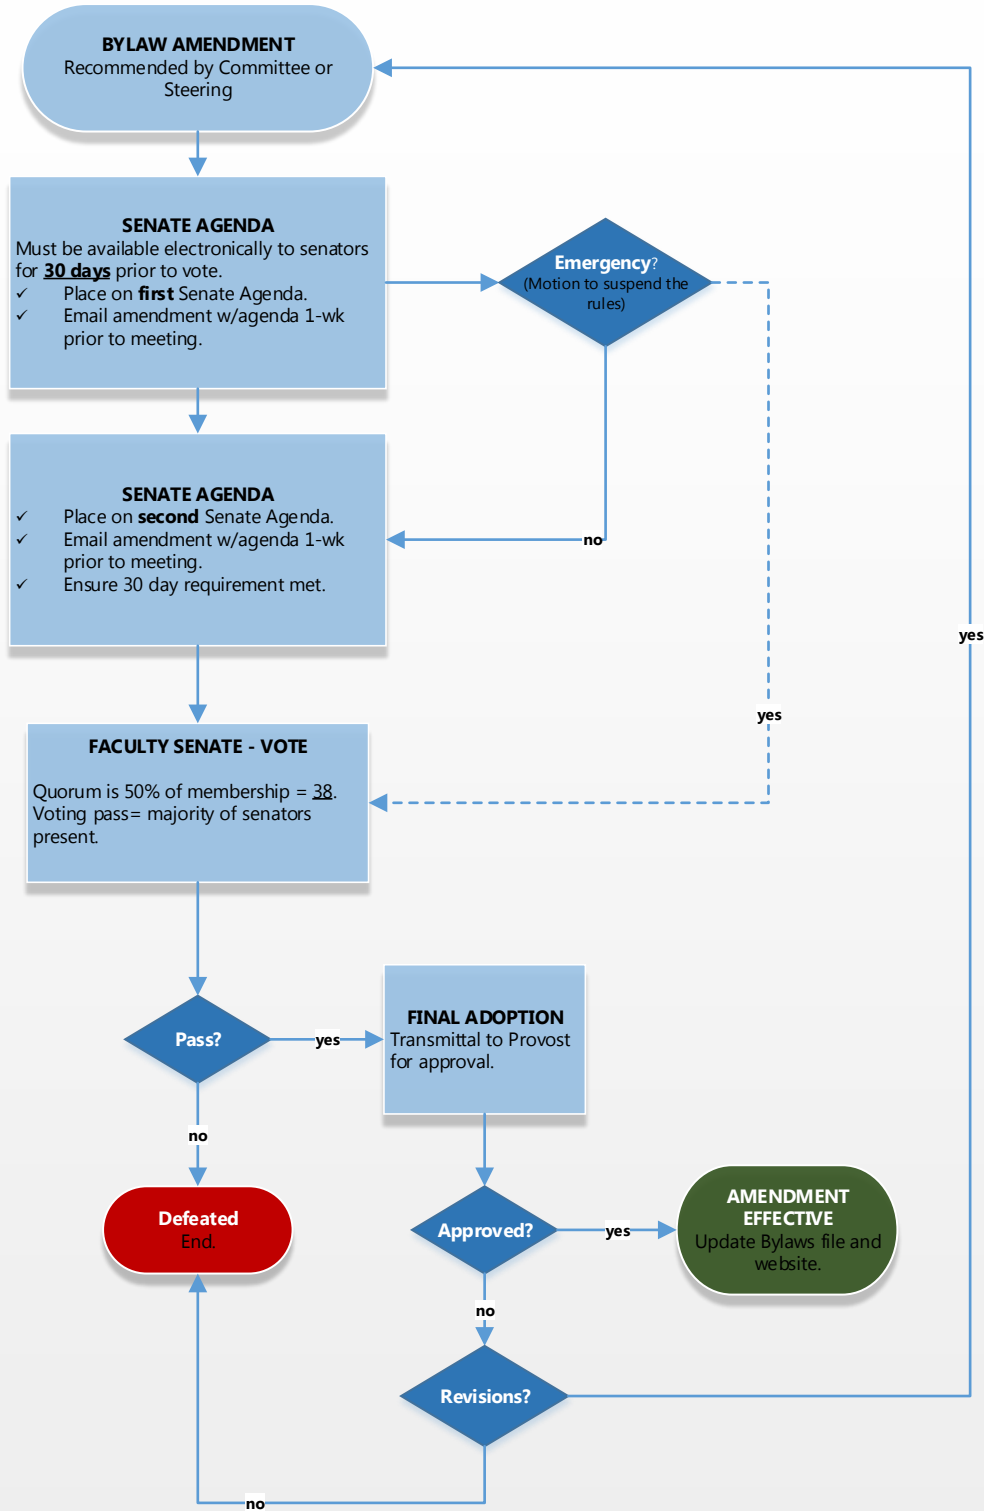 BYLAW AMENDMENT
Recommended by Committee or
Steering
SENATE AGENDA
Must be available electronically to senators
for 30 days prior to vote.
✓ Place on first Senate Agenda.
✓ Email amendment w/agenda 1-wk
prior to meeting.
Emergency?
(Motion to suspend the
rules)
SENATE AGENDA
✓ Place on second Senate Agenda.
✓ Email amendment w/agenda 1-wk
prior to meeting.
✓ Ensure 30 day requirement met.
no
yes
yes
FACULTY SENATE - VOTE
Quorum is 50% of membership = 38.
Voting pass= majority of senators
present.
Pass?
yes
FINAL ADOPTION
Transmittal to Provost
for approval.
no
Defeated
End.
Approved?
yes
AMENDMENT
EFFECTIVE
Update Bylaws file and
website.
no
Revisions?
no